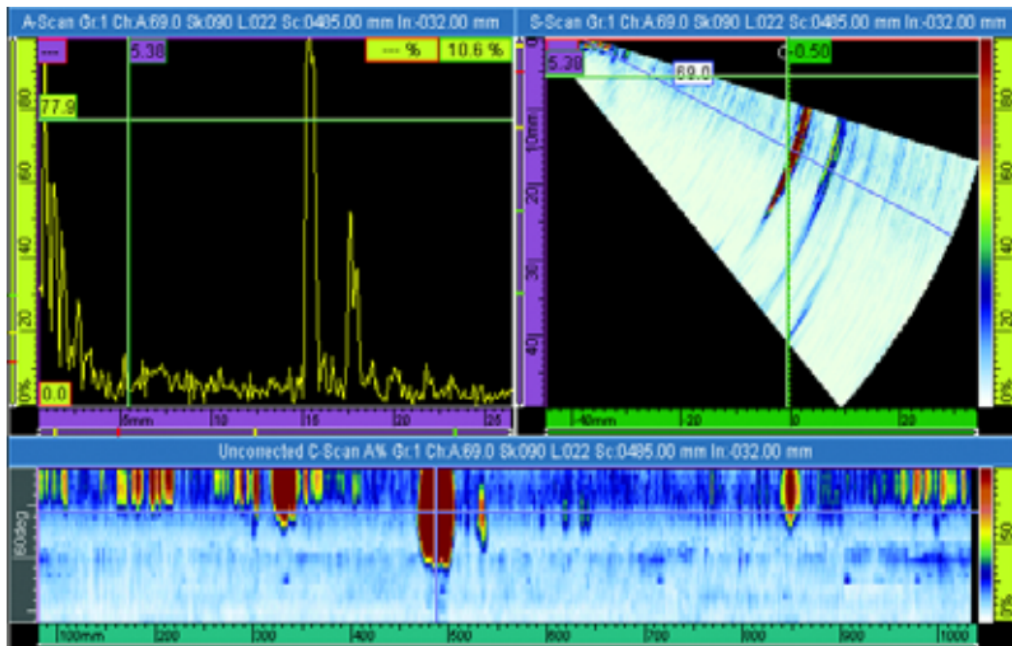 A-Scan Gr:1 Ch:A:69.0 Sk:090 L:022 Sc:0485.00 mm In:-032.00 mm
S-Scan Gr:1 Ch:A:69.0 Sk:090 L:022 Sc:0485.00 mm In:-032.00 mm
--- 5.38 --- % 10.6 %
77.9
80
60
40
20
0%
0.0
5mm 10 15 20 25
5.38 69.0 -0.50
0
10mm
20
30
40
60
40
20
0%
-40mm -20 0 20
Uncorrected C-Scan A% Gr:1 Ch:A:69.0 Sk:090 L:022 Sc:0485.00 mm In:-032.00 mm
60deg
50
0%
100mm 200 300 400 500 600 700 800 900 1000